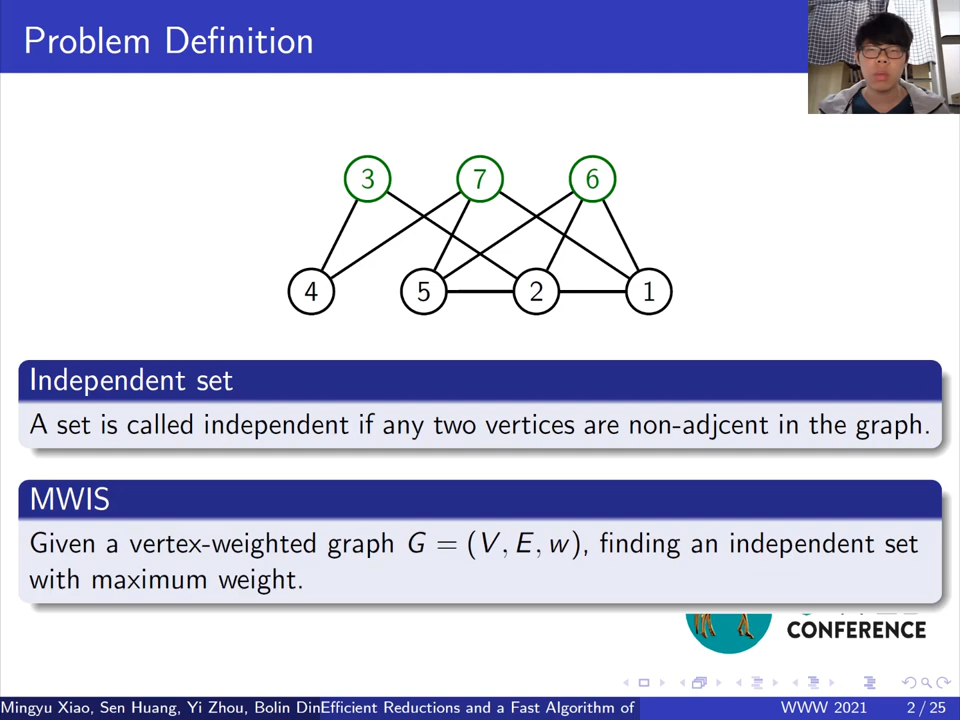 Problem Definition
3 7 6
4 5 2 1
Independent set
A set is called independent if any two vertices are non-adjcent in the graph.
MWIS
Given a vertex-weighted graph G = (V, E, w), finding an independent set
with maximum weight.
CONFERENCE
Mingyu Xiao, Sen Huang, Yi Zhou, Bolin Din Efficient Reductions and a Fast Algorithm of WWW 2021 2 / 25